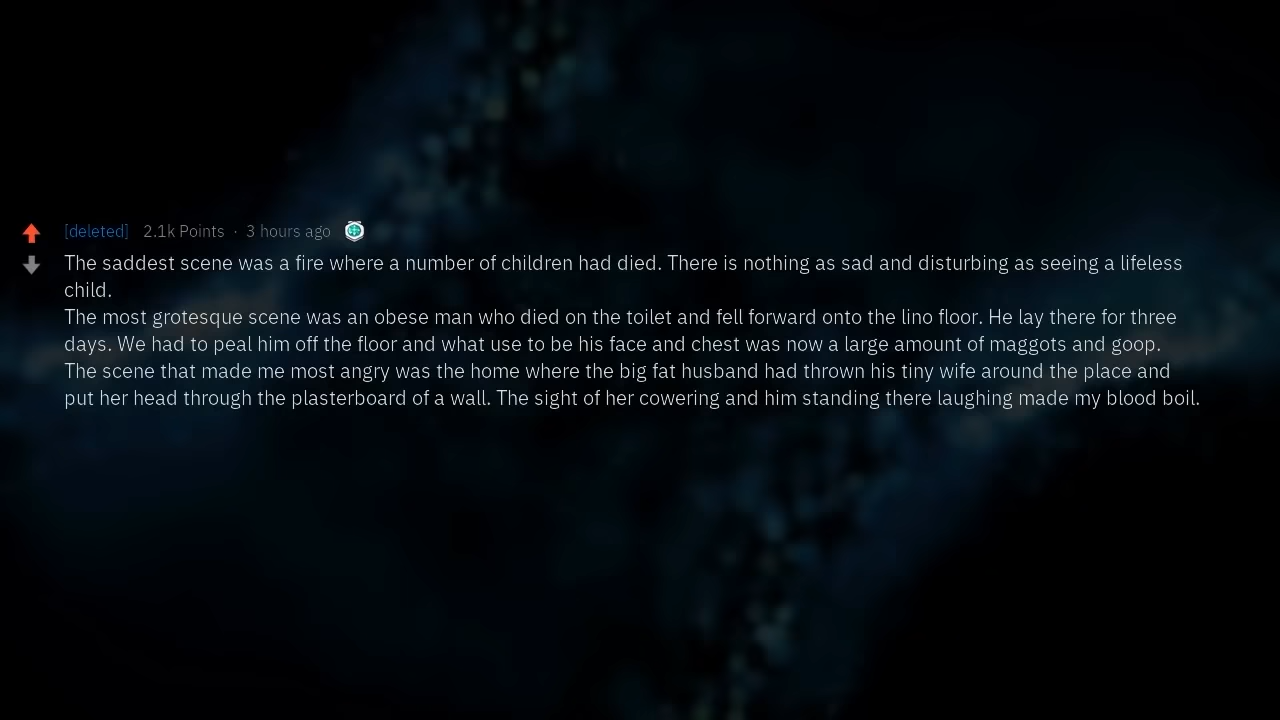 [deleted] 2.1k Points · 3 hours ago
The saddest scene was a fire where a number of children had died. There is nothing as sad and disturbing as seeing a lifeless
child.
The most grotesque scene was an obese man who died on the toilet and fell forward onto the lino floor. He lay there for three
days. We had to peal him off the floor and what use to be his face and chest was now a large amount of maggots and goop.
The scene that made me most angry was the home where the big fat husband had thrown his tiny wife around the place and
put her head through the plasterboard of a wall. The sight of her cowering and him standing there laughing made my blood boil.